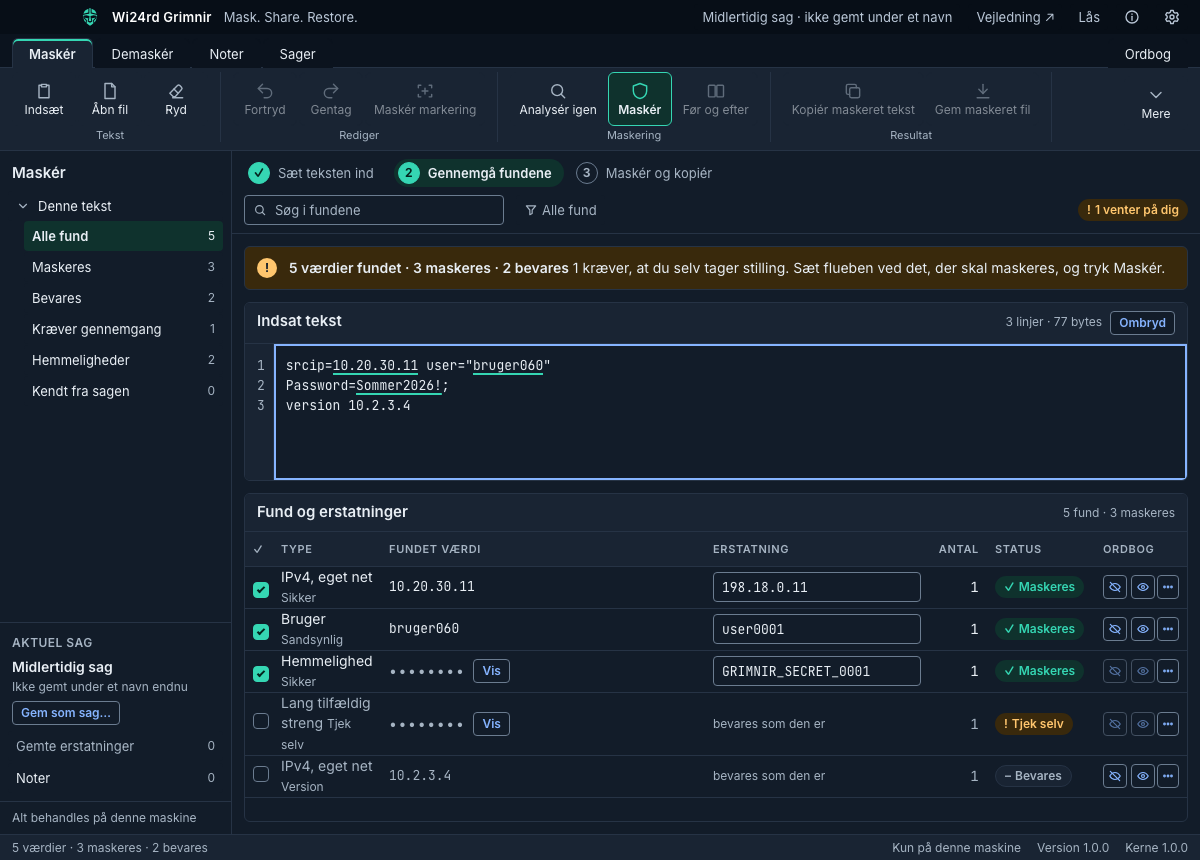 Wi24rd Grimnir Mask. Share. Restore. Midlertidig sag · ikke gemt under et navn Vejledning ↗ Lås
Maskér Demaskér Noter Sager Ordbog
Indsæt Åbn fil Ryd Fortryd Gentag Maskér markering Analysér igen Maskér Før og efter Kopiér maskeret tekst Gem maskeret fil Mere
Tekst Rediger Maskering Resultat
Maskér
Denne tekst
Alle fund 5
Maskeres 3
Bevares 2
Kræver gennemgang 1
Hemmeligheder 2
Kendt fra sagen 0
AKTUEL SAG
Midlertidig sag
Ikke gemt under et navn endnu
Gem som sag...
Gemte erstatninger 0
Noter 0
Alt behandles på denne maskine
✓ Sæt teksten ind 2 Gennemgå fundene 3 Maskér og kopiér
Søg i fundene Alle fund ! 1 venter på dig
! 5 værdier fundet · 3 maskeres · 2 bevares 1 kræver, at du selv tager stilling. Sæt flueben ved det, der skal maskeres, og tryk Maskér.
Indsat tekst 3 linjer · 77 bytes Ombryd
1 srcip=10.20.30.11 user="bruger060"
2 Password=Sommer2026!;
3 version 10.2.3.4
Fund og erstatninger 5 fund · 3 maskeres
✓ TYPE FUNDET VÆRDI ERSTATNING ANTAL STATUS ORDBOG
IPv4, eget net 10.20.30.11 198.18.0.11 1 ✓ Maskeres
Sikker
Bruger bruger060 user0001 1 ✓ Maskeres
Sandsynlig
Hemmelighed •••••••• Vis GRIMNIR_SECRET_0001 1 ✓ Maskeres
Sikker
Lang tilfældig
streng Tjek •••••••• Vis bevares som den er 1 ! Tjek selv
selv
IPv4, eget net 10.2.3.4 bevares som den er 1 – Bevares
Version
5 værdier · 3 maskeres · 2 bevares Kun på denne maskine Version 1.0.0 Kerne 1.0.0